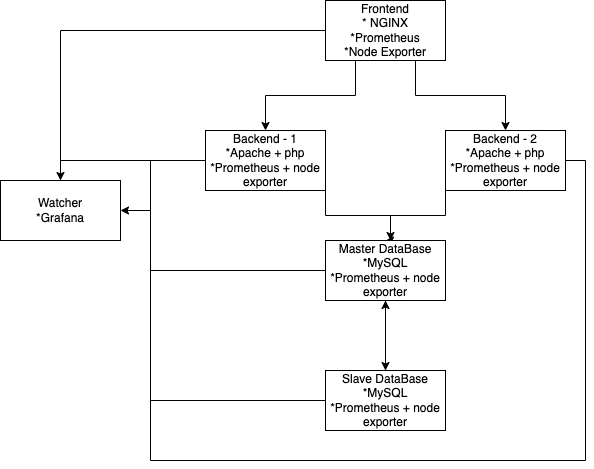 Frontend
* NGINX
*Prometheus
*Node Exporter
Backend - 1
*Apache + php
*Prometheus + node
exporter
Backend - 2
*Apache + php
*Prometheus + node
exporter
Watcher
*Grafana
Master DataBase
*MySQL
*Prometheus + node
exporter
Slave DataBase
*MySQL
*Prometheus + node
exporter